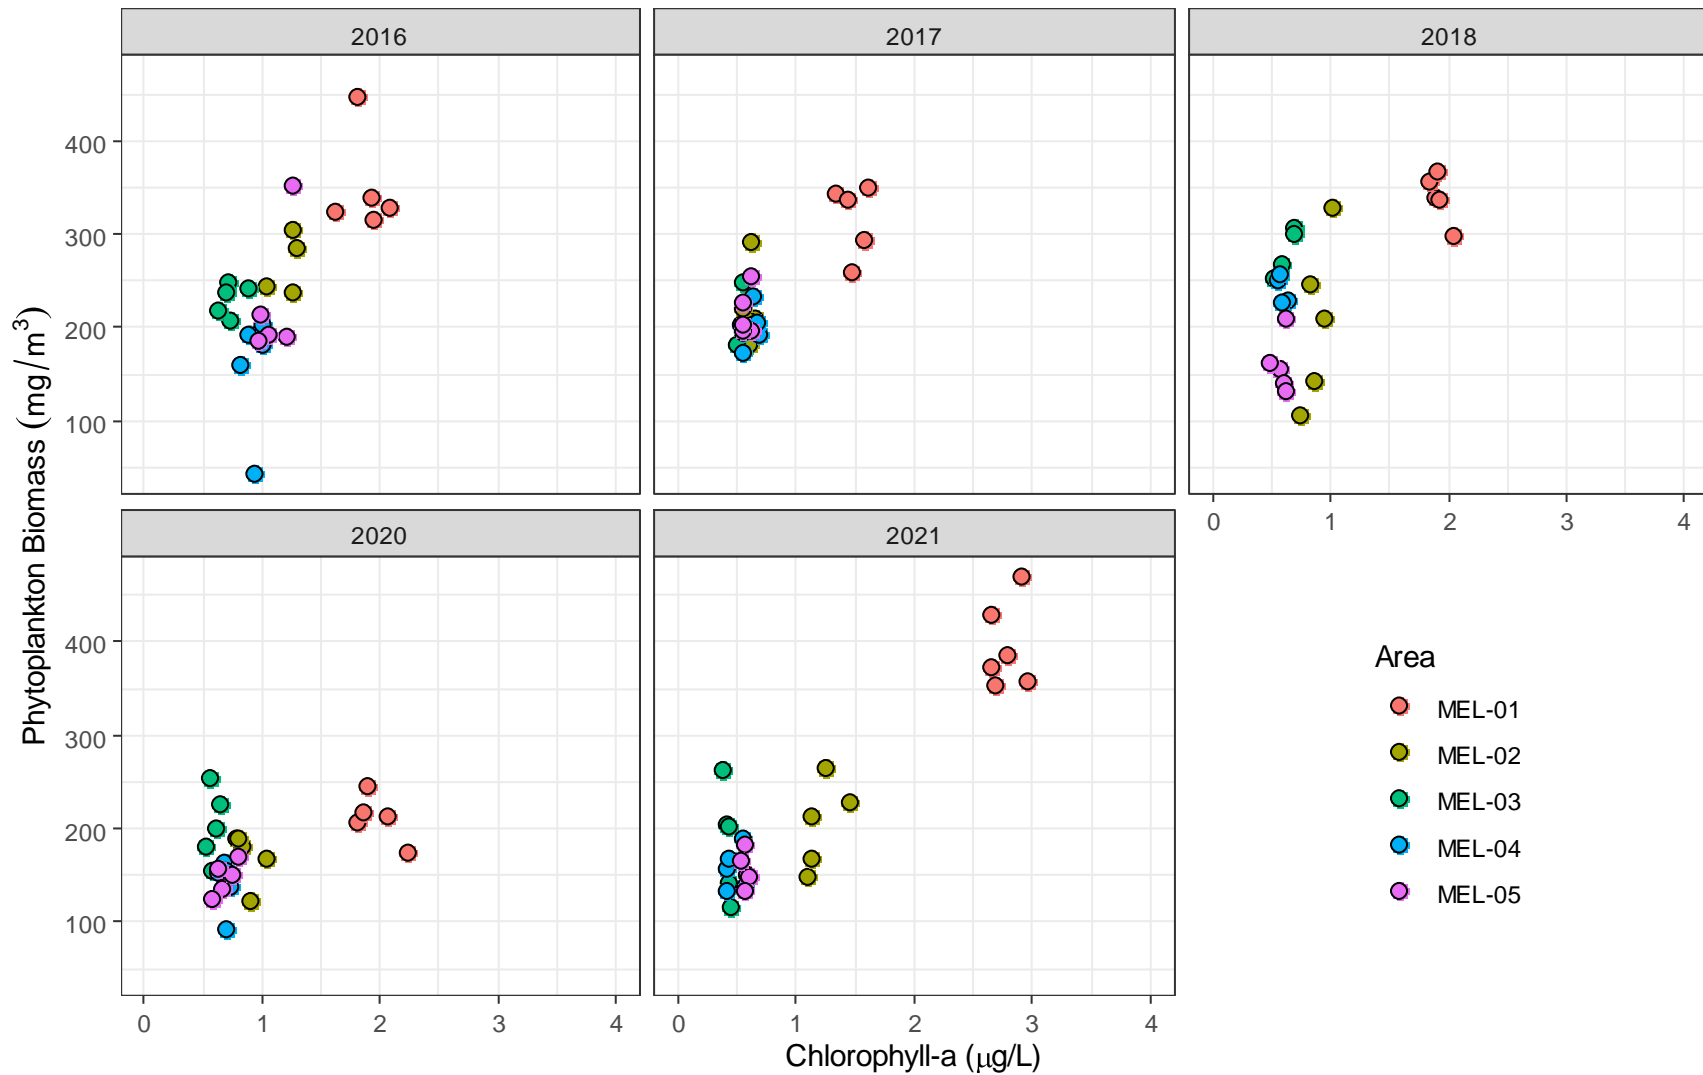 2016
2017
2018
400
300
200
100
0 1 2 3 4
2020
2021
400
300
200
100
0 1 2 3 4
0 1 2 3 4
Phytoplankton Biomass (mg/m³)
Chlorophyll-a (μg/L)
Area
MEL-01
MEL-02
MEL-03
MEL-04
MEL-05